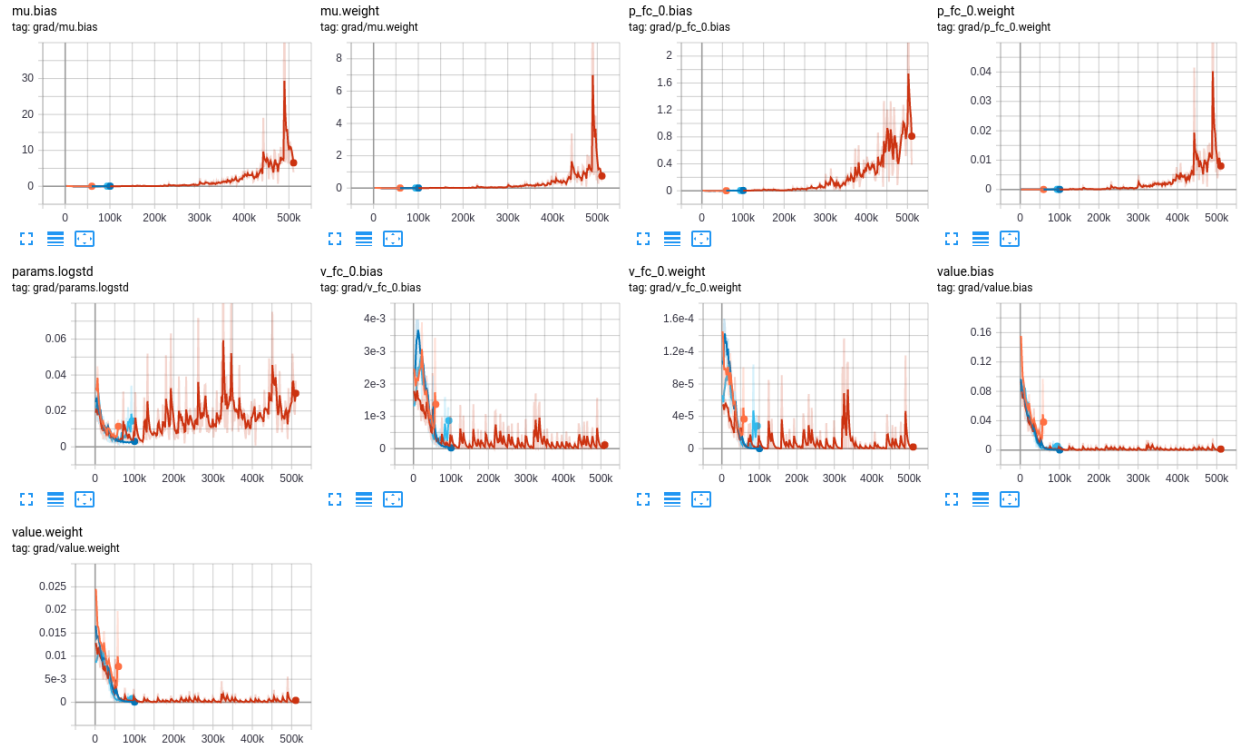 mu.bias
tag: grad/mu.bias
30
20
10
0
0 100k 200k 300k 400k 500k
mu.weight
tag: grad/mu.weight
8
6
4
2
0
0 100k 200k 300k 400k 500k
p_fc_0.bias
tag: grad/p_fc_0.bias
2
1.6
1.2
0.8
0.4
0
0 100k 200k 300k 400k 500k
p_fc_0.weight
tag: grad/p_fc_0.weight
0.04
0.03
0.02
0.01
0
0 100k 200k 300k 400k 500k
params.logstd
tag: grad/params.logstd
0.06
0.04
0.02
0
0 100k 200k 300k 400k 500k
v_fc_0.bias
tag: grad/v_fc_0.bias
4e-3
3e-3
2e-3
1e-3
0
0 100k 200k 300k 400k 500k
v_fc_0.weight
tag: grad/v_fc_0.weight
1.6e-4
1.2e-4
8e-5
4e-5
0
0 100k 200k 300k 400k 500k
value.bias
tag: grad/value.bias
0.16
0.12
0.08
0.04
0
0 100k 200k 300k 400k 500k
value.weight
tag: grad/value.weight
0.025
0.02
0.015
0.01
5e-3
0
0 100k 200k 300k 400k 500k